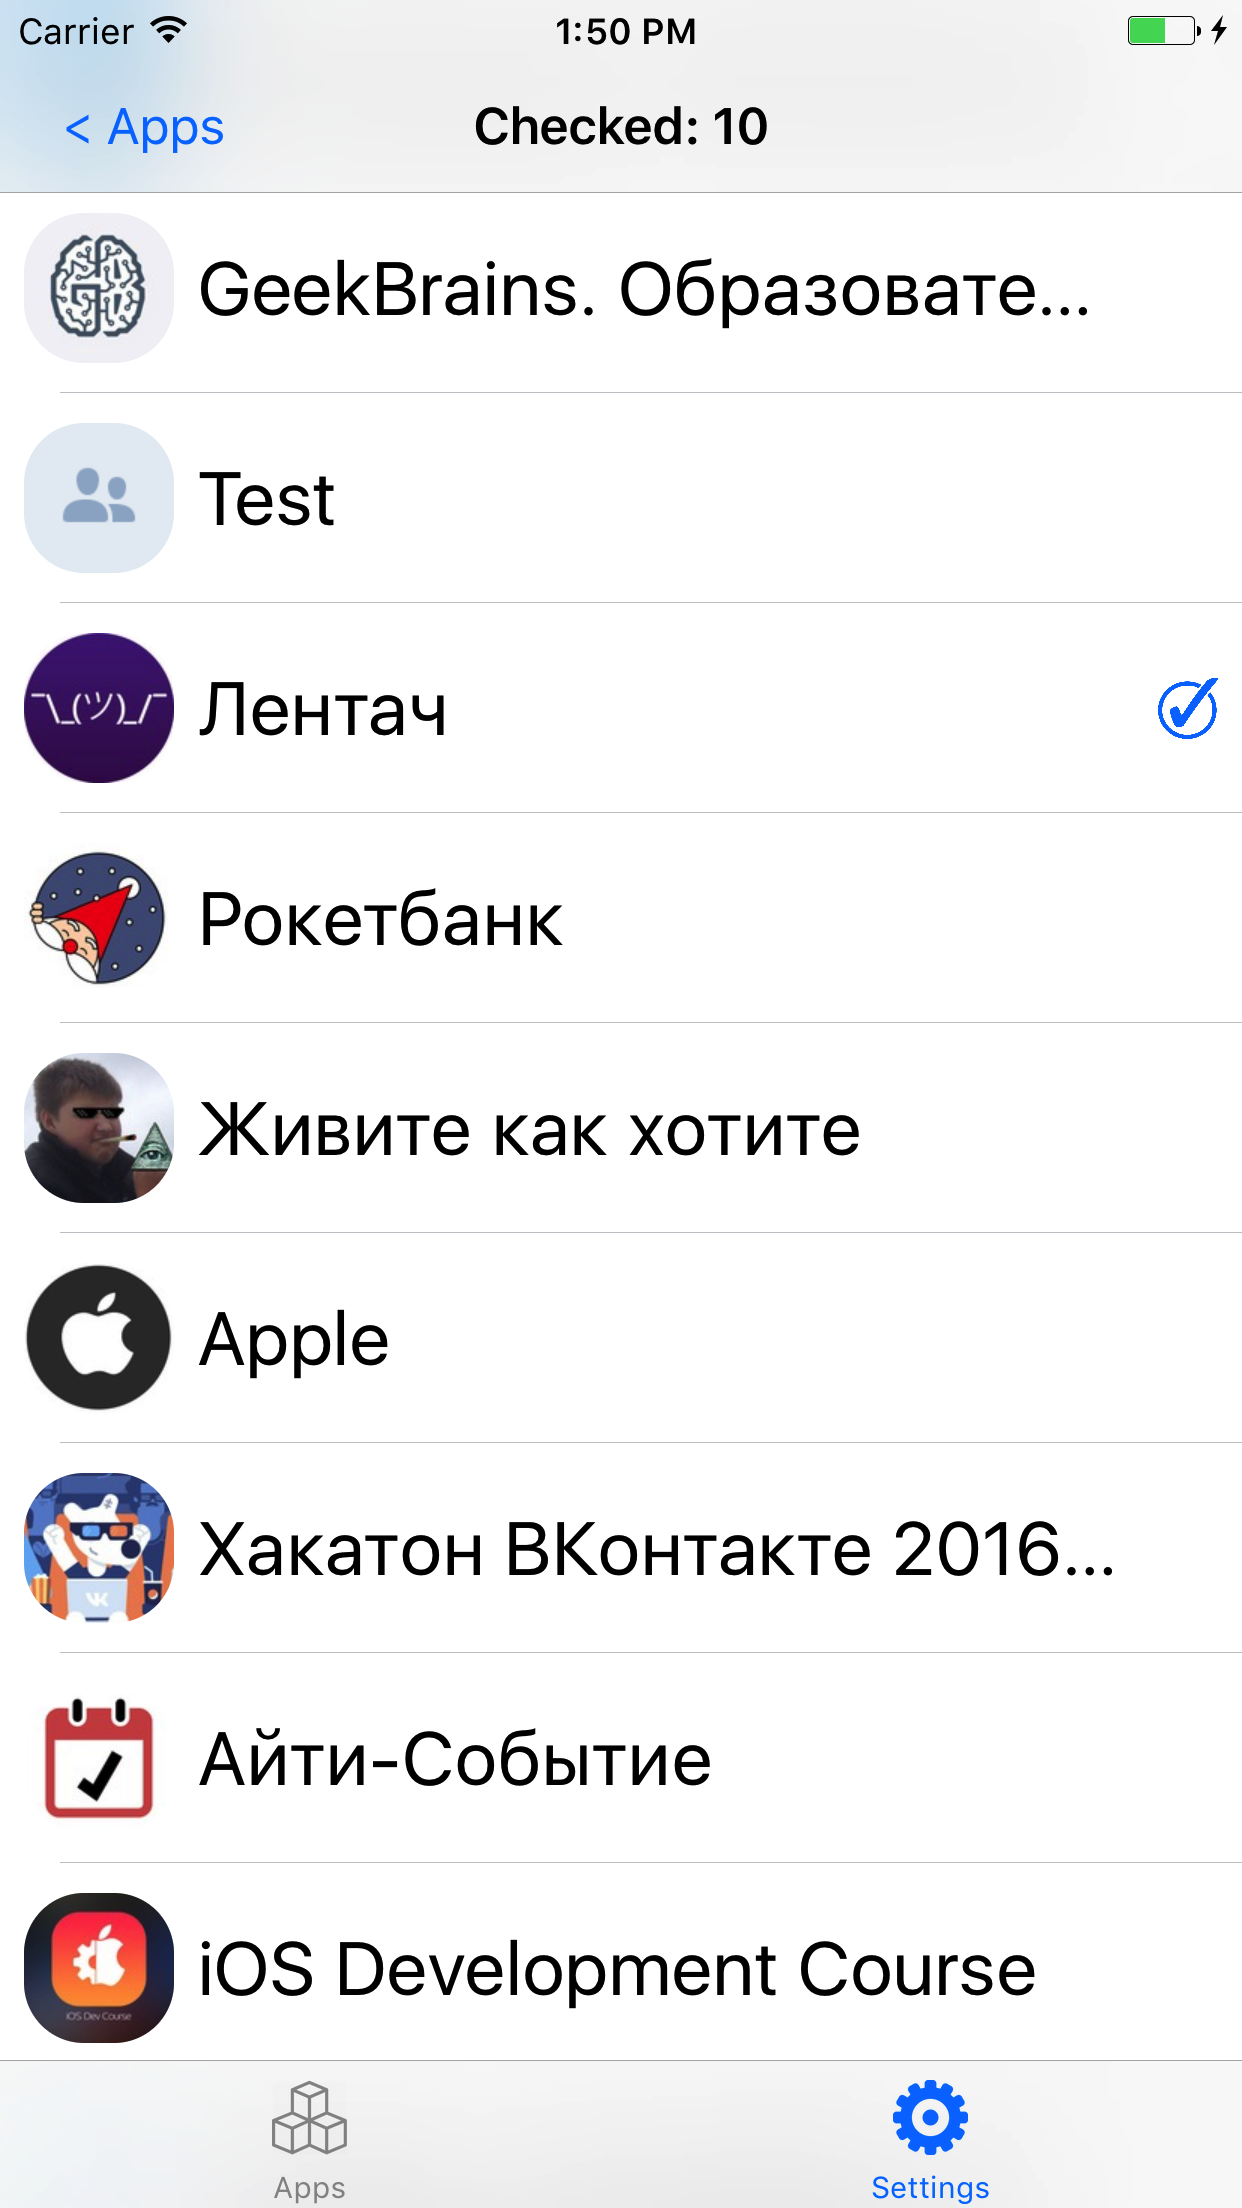 Carrier
1:50 PM
< Apps
Checked: 10
GeekBrains. Образовате...
Test
¯\_(ツ)_/¯
Лентач
Рокетбанк
Живите как хотите
Apple
VK
Хакатон ВКонтакте 2016...
Айти-Событие
iOS Dev Course
iOS Development Course
Apps
Settings